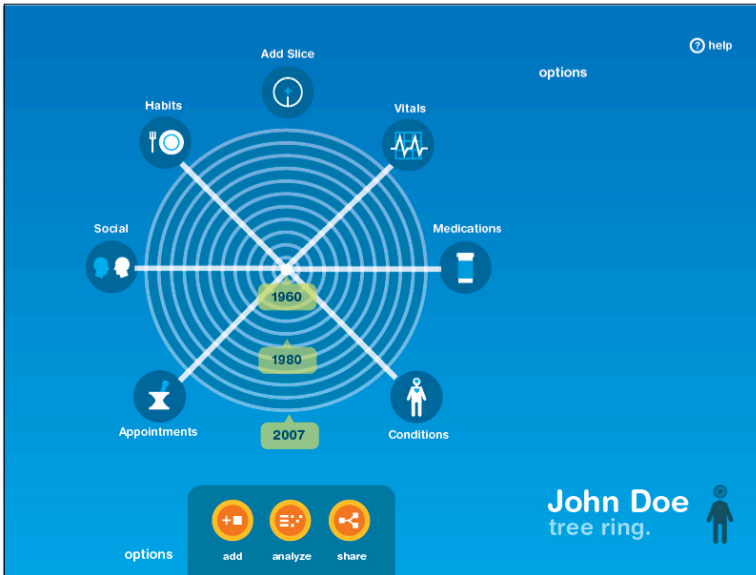 Add Slice
? help
options
Habits
Vitals
Social
Medications
1960
1980
Appointments
Conditions
2007
John Doe
tree ring.
add
analyze
share
options